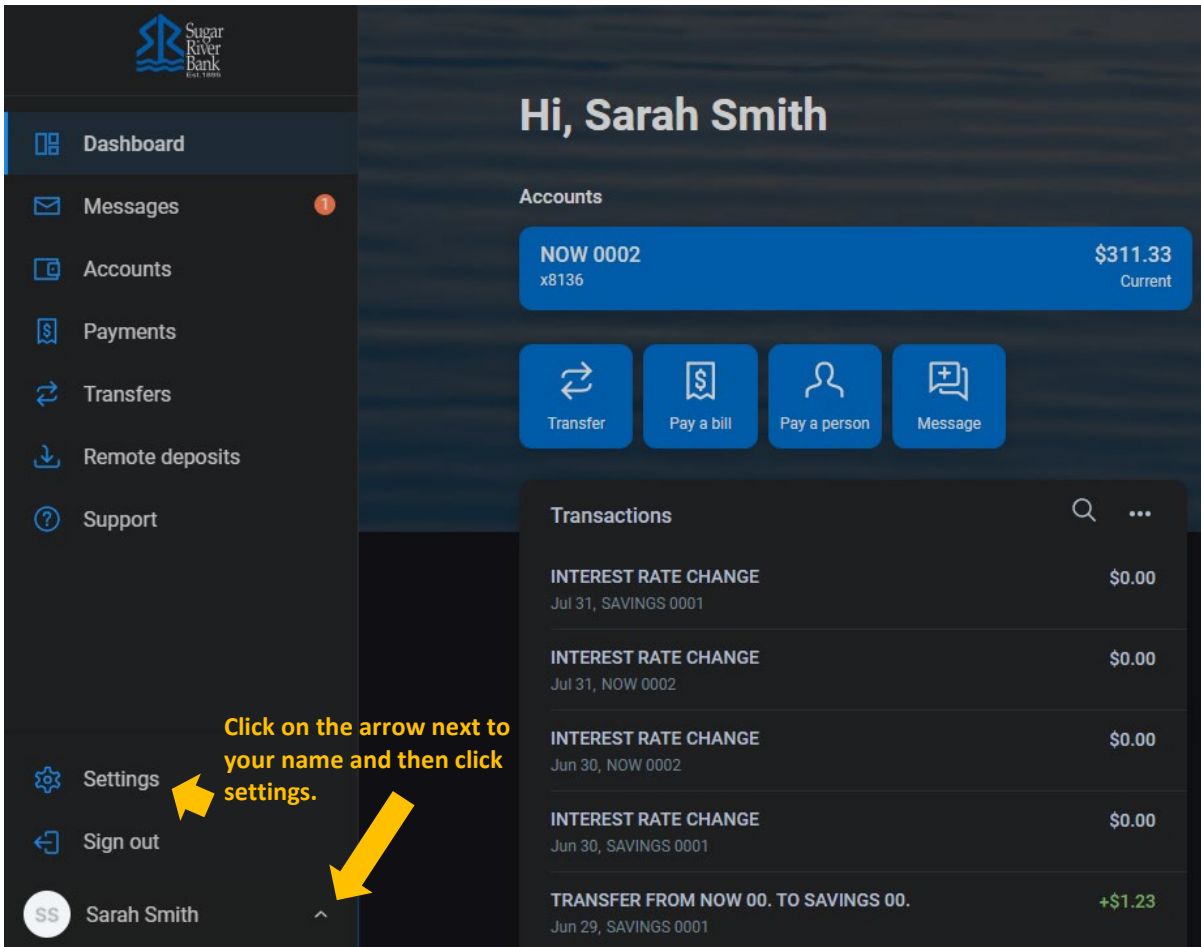 Sugar
River
Bank
Est. 1895
Dashboard
Messages
1
Accounts
Payments
Transfers
Remote deposits
Support
Click on the arrow next to
your name and then click
settings.
Settings
Sign out
SS
Sarah Smith
Hi, Sarah Smith
Accounts
NOW 0002 $311.33
x8136 Current
Transfer Pay a bill Pay a person Message
Transactions
INTEREST RATE CHANGE $0.00
Jul 31, SAVINGS 0001
INTEREST RATE CHANGE $0.00
Jul 31, NOW 0002
INTEREST RATE CHANGE $0.00
Jun 30, NOW 0002
INTEREST RATE CHANGE $0.00
Jun 30, SAVINGS 0001
TRANSFER FROM NOW 00. TO SAVINGS 00. +$1.23
Jun 29, SAVINGS 0001